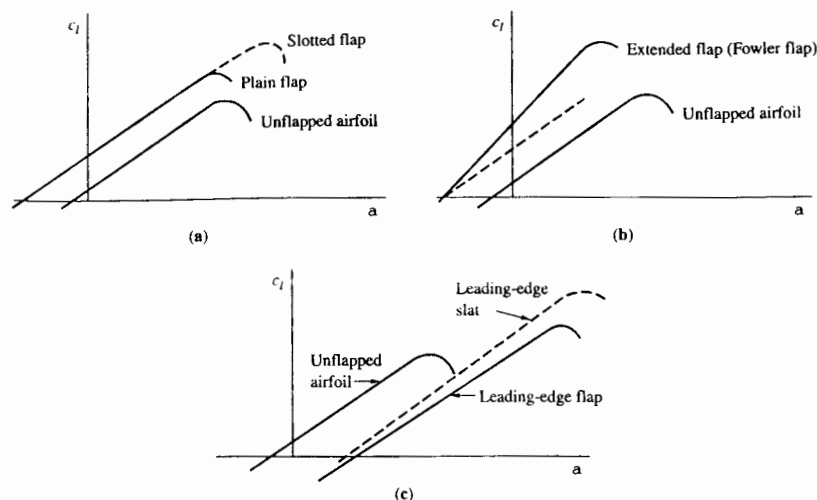 c_l
Slotted flap
Plain flap
Unflapped airfoil
a
(a)
c_l
Extended flap (Fowler flap)
Unflapped airfoil
a
(b)
c_l
Leading-edge
slat
Unflapped
airfoil
Leading-edge flap
a
(c)